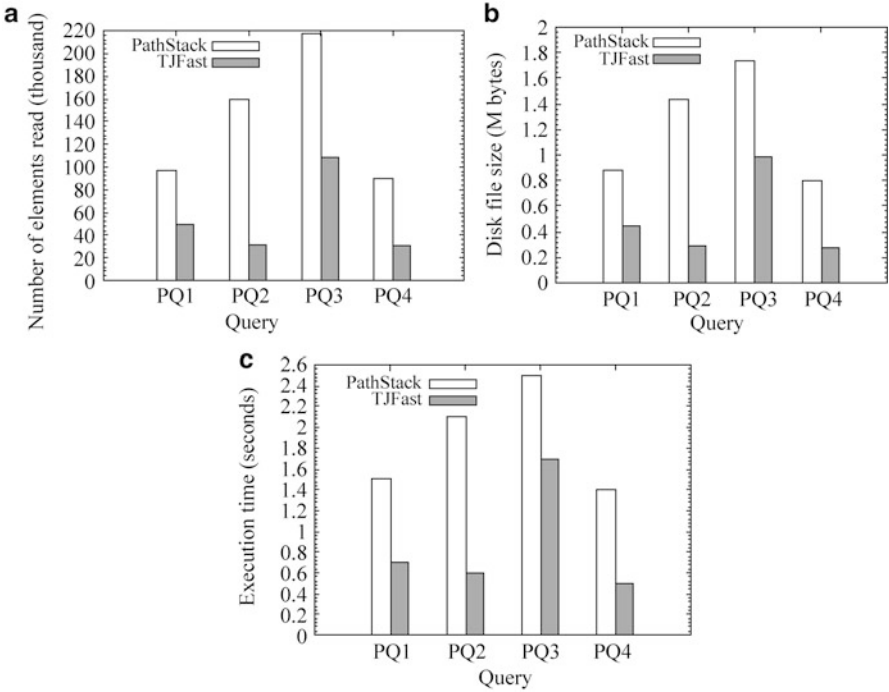 a
Number of elements read (thousand)
220
200
180
160
140
120
100
80
60
40
20
0
PathStack
TJFast
PQ1 PQ2 PQ3 PQ4
Query
b
Disk file size (M bytes)
2
1.8
1.6
1.4
1.2
1
0.8
0.6
0.4
0.2
0
PathStack
TJFast
PQ1 PQ2 PQ3 PQ4
Query
c
Execution time (seconds)
2.6
2.4
2.2
2
1.8
1.6
1.4
1.2
1
0.8
0.6
0.4
0.2
0
PathStack
TJFast
PQ1 PQ2 PQ3 PQ4
Query